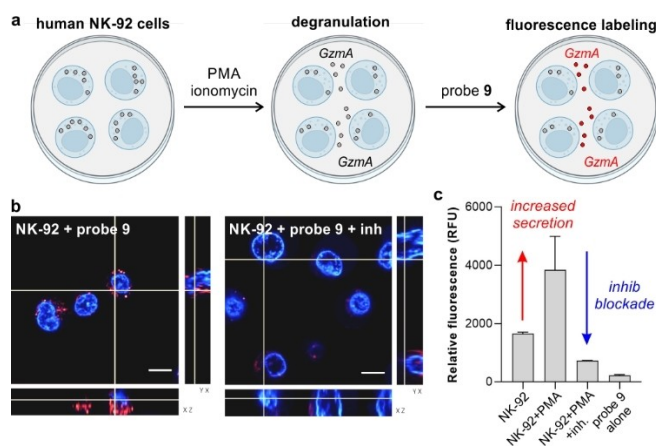 a
human NK-92 cells
degranulation
fluorescence labeling
GzmA
GzmA
PMA
ionomycin
probe 9
GzmA
GzmA
b
NK-92 + probe 9
NK-92 + probe 9 + inh
Y X
X Z
Y X
X Z
c
Relative fluorescence (RFU)
6000
4000
2000
0
increased
secretion
inhib
blockade
NK-92
NK-92+PMA
NK-92+PMA
+inh.
probe 9
alone